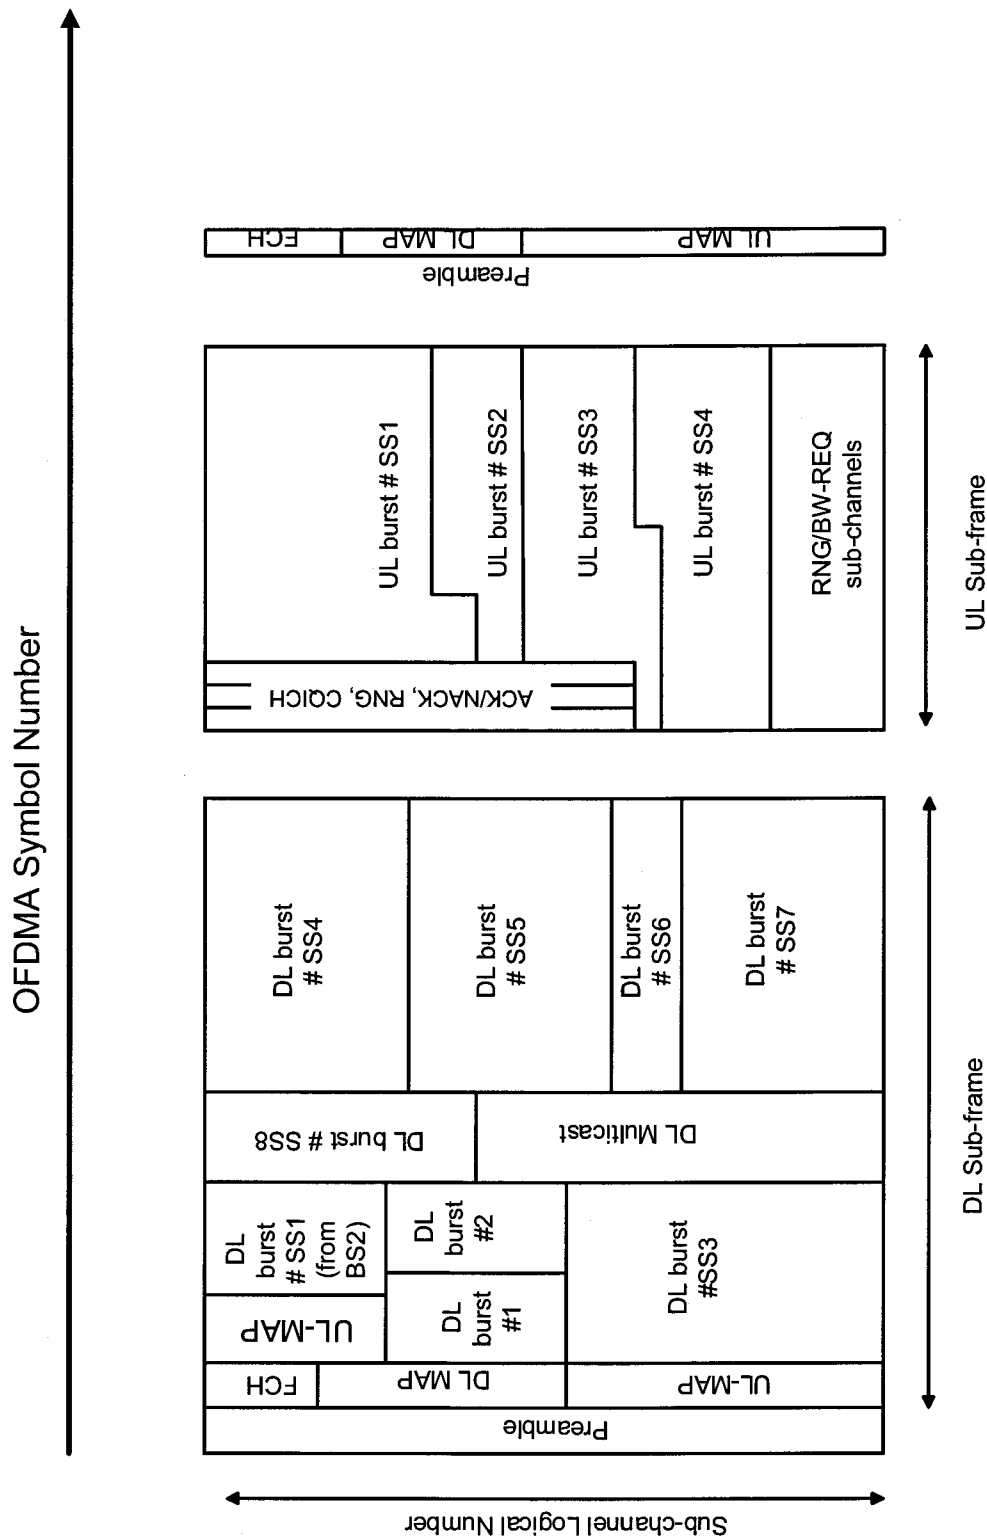 OFDMA Symbol Number
Sub-channel Logical Number
Preamble
FCH
DL MAP
UL-MAP
UL-MAP
DL
burst
# SS1
(from
BS2)
DL
burst
#1
DL
burst
#2
DL burst
#SS3
DL burst # SS8
DL Multicast
DL burst
# SS4
DL burst
# SS5
DL burst
# SS6
DL burst
# SS7
DL Sub-frame
ACK/NACK, RNG, CQICH
UL burst # SS1
UL burst # SS2
UL burst # SS3
UL burst # SS4
RNG/BW-REQ
sub-channels
UL Sub-frame
Preamble
FCH
DL MAP
UL MAP